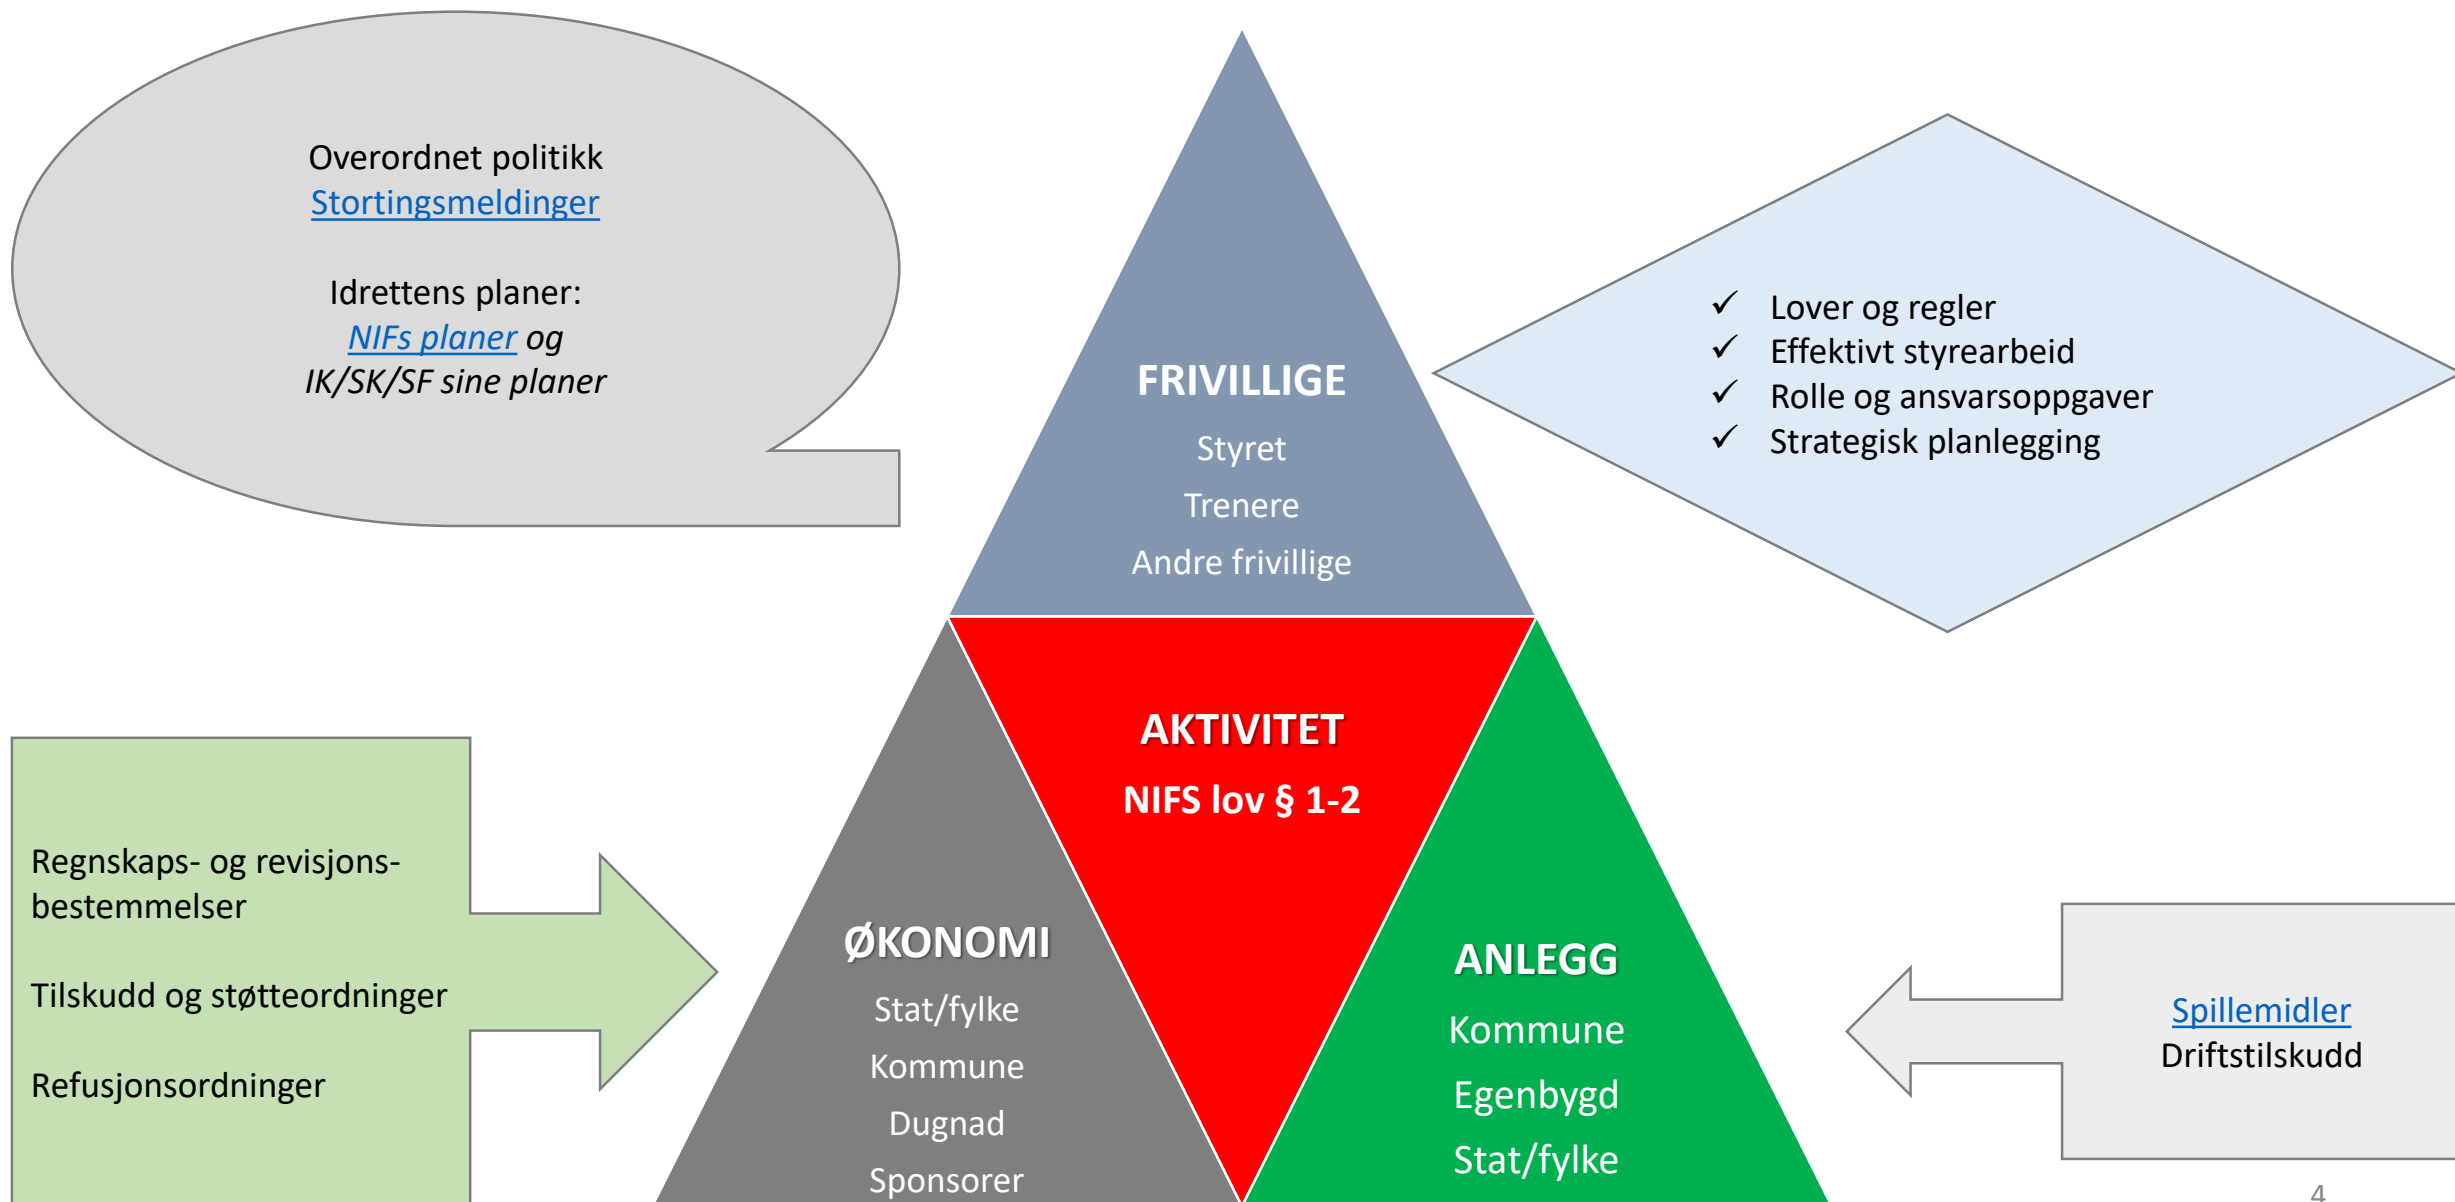 Overordnet politikk
Stortingsmeldinger
Idrettens planer:
NIFs planer og
IK/SK/SF sine planer
FRIVILLIGE
Styret
Trenere
Andre frivillige
✓ Lover og regler
✓ Effektivt styrearbeid
✓ Rolle og ansvarsoppgaver
✓ Strategisk planlegging
AKTIVITET
NIFS lov § 1-2
Regnskaps- og revisjons-
bestemmelser
Tilskudd og støtteordninger
Refusjonsordninger
ØKONOMI
Stat/fylke
Kommune
Dugnad
Sponsorer
ANLEGG
Kommune
Egenbygd
Stat/fylke
Spillemidler
Driftstilskudd
4